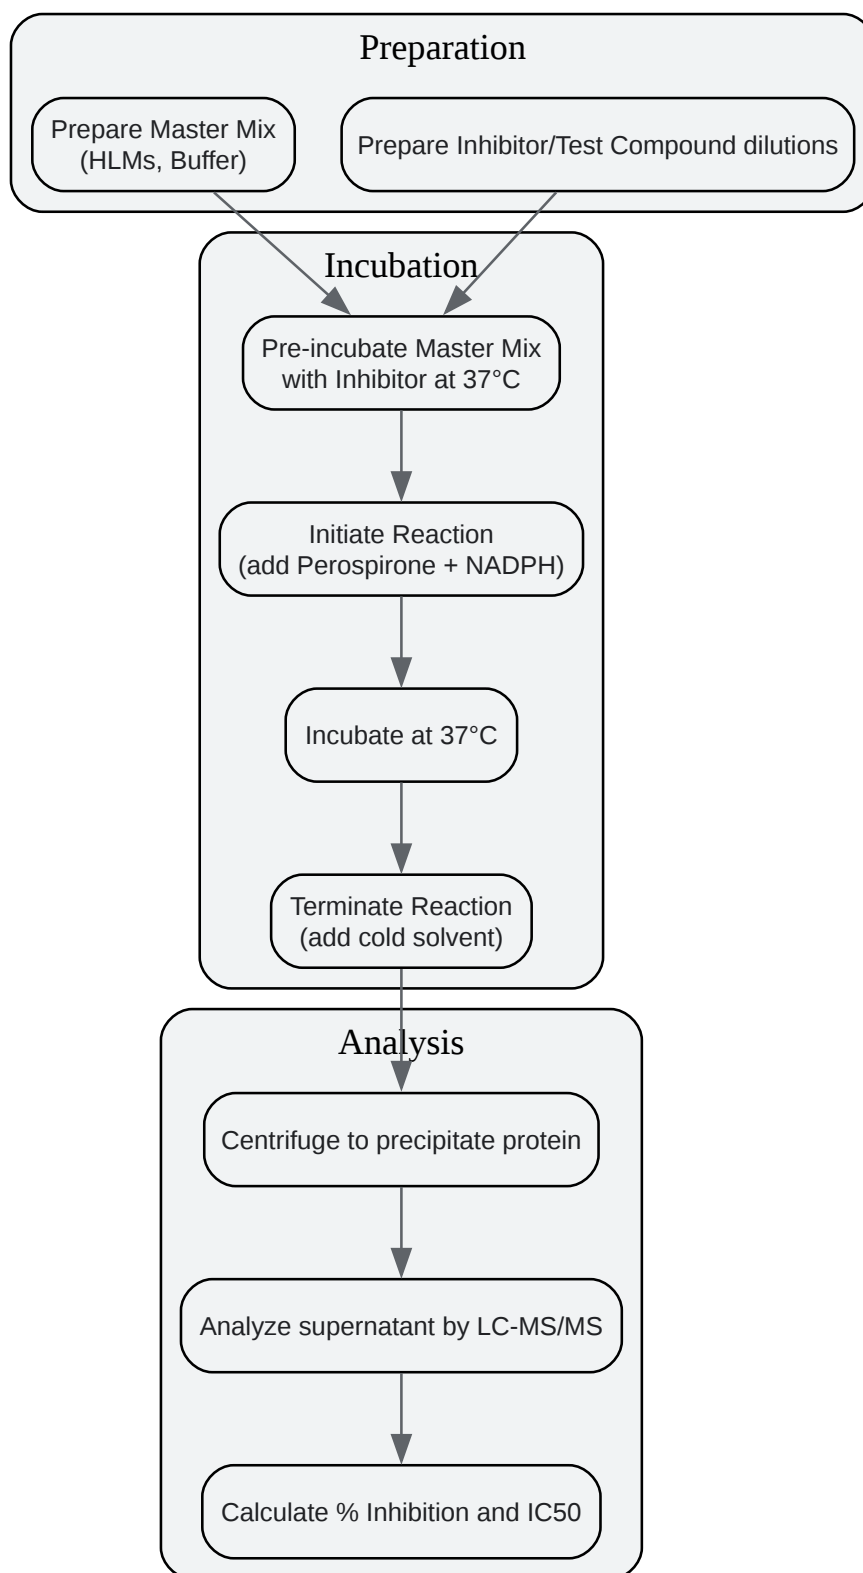 Preparation
Prepare Master Mix
(HLMs, Buffer)
Prepare Inhibitor/Test Compound dilutions
Incubation
Pre-incubate Master Mix
with Inhibitor at 37°C
Initiate Reaction
(add Perospirone + NADPH)
Incubate at 37°C
Terminate Reaction
(add cold solvent)
Analysis
Centrifuge to precipitate protein
Analyze supernatant by LC-MS/MS
Calculate % Inhibition and IC50